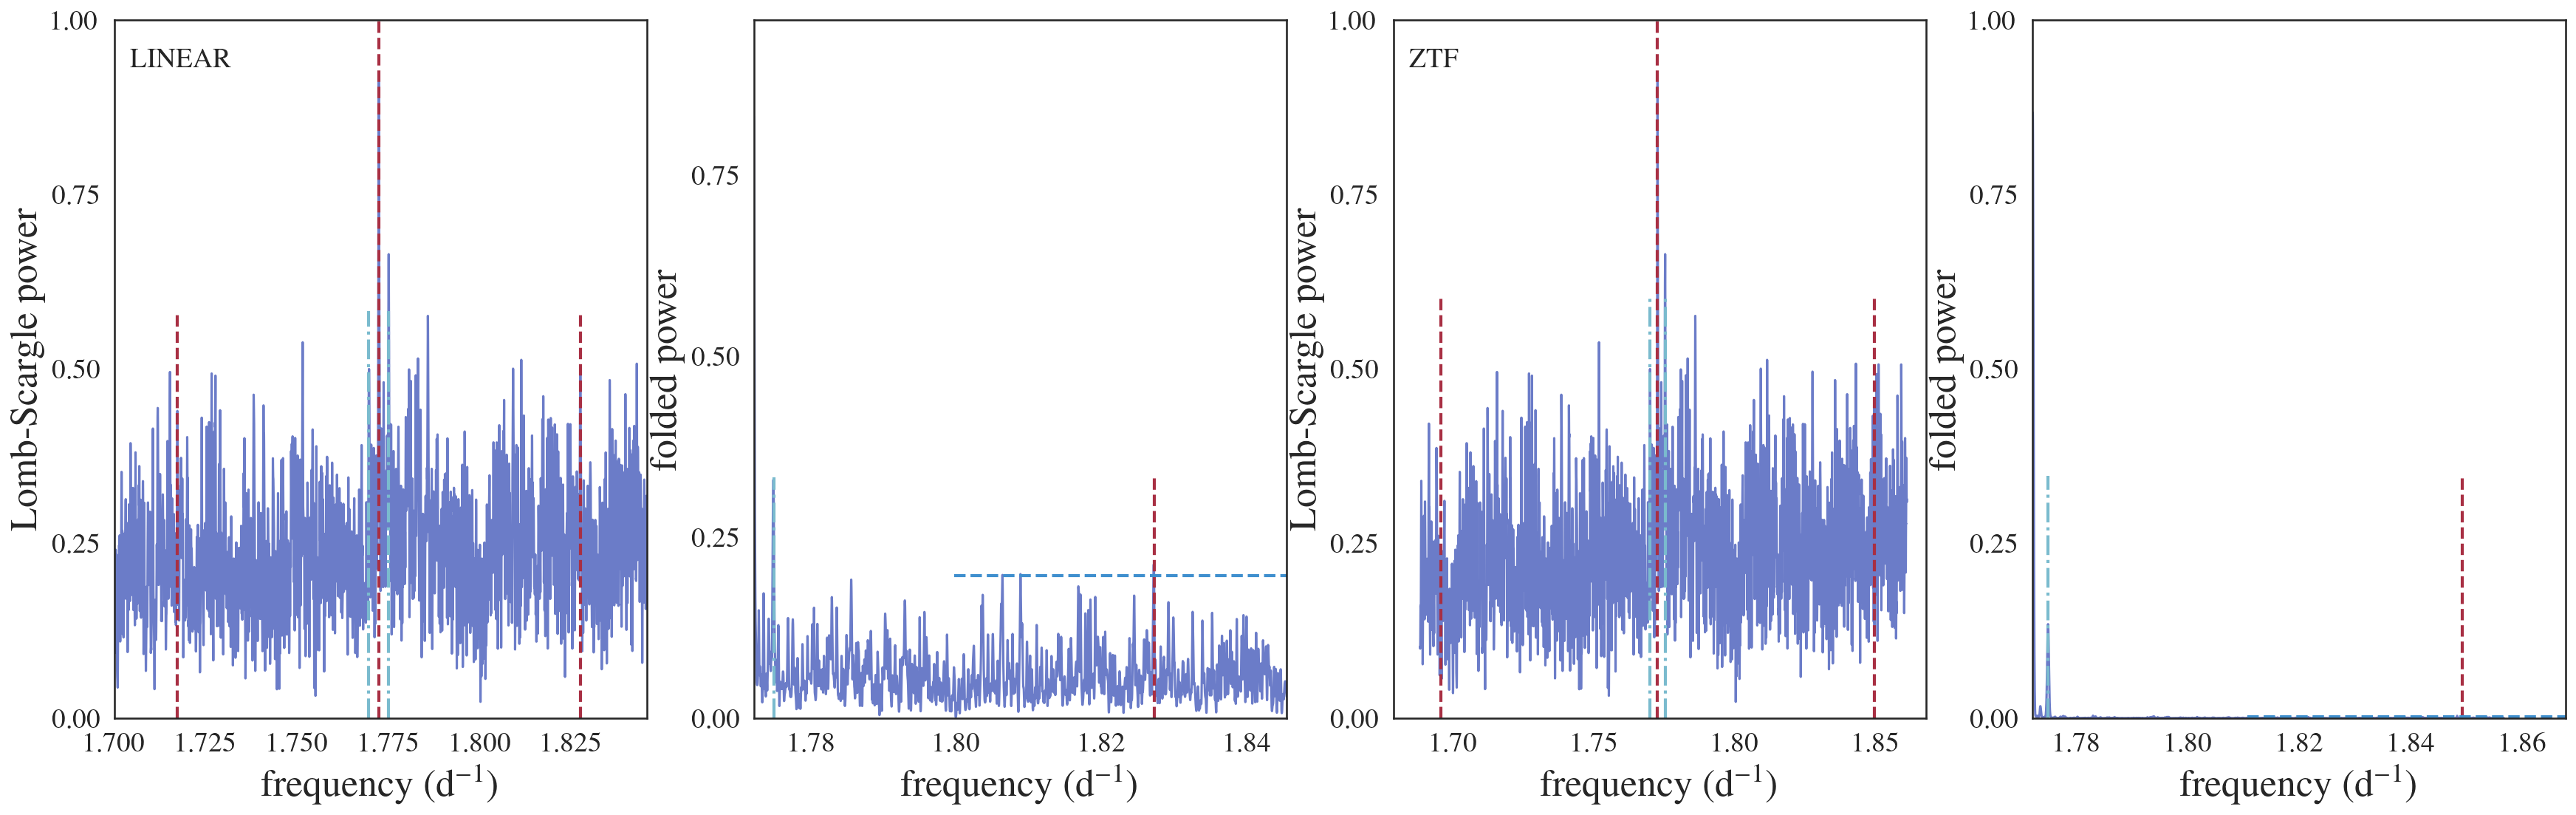 Lomb-Scargle power
1.00
0.75
0.50
0.25
0.00
LINEAR
1.700 1.725 1.750 1.775 1.800 1.825
frequency (d⁻¹)
folded power
0.75
0.50
0.25
0.00
1.78 1.80 1.82 1.84
frequency (d⁻¹)
Lomb-Scargle power
1.00
0.75
0.50
0.25
0.00
ZTF
1.70 1.75 1.80 1.85
frequency (d⁻¹)
folded power
1.00
0.75
0.50
0.25
0.00
1.78 1.80 1.82 1.84 1.86
frequency (d⁻¹)